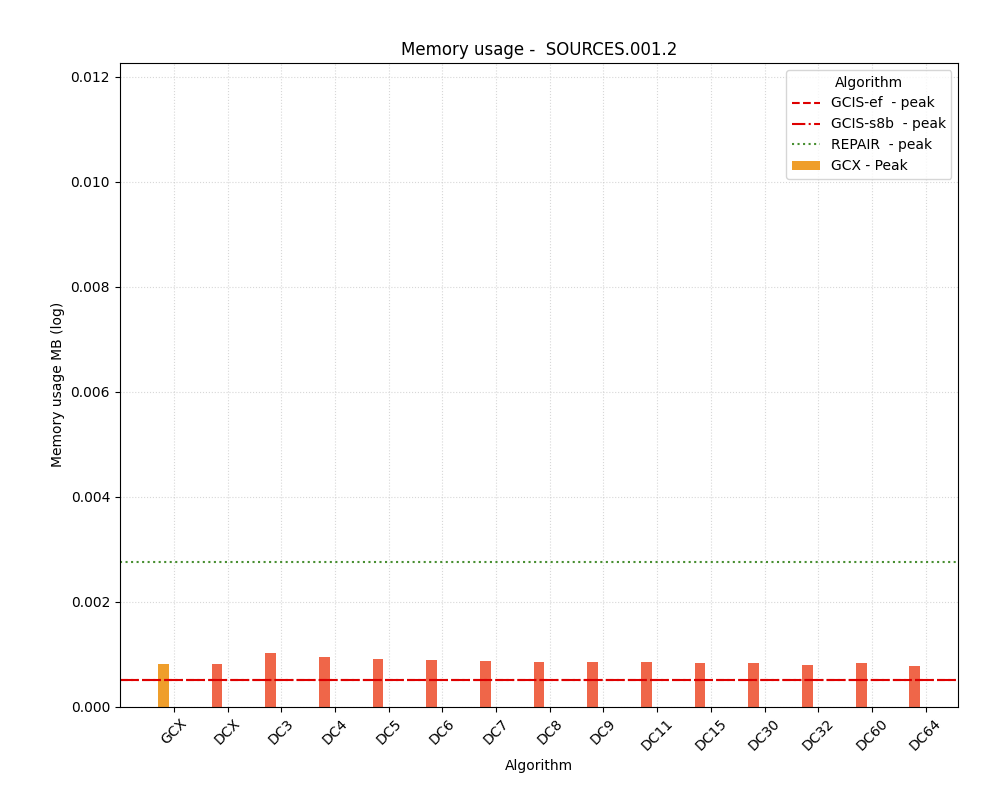 Memory usage -  SOURCES.001.2
Algorithm
GCIS-ef  - peak
GCIS-s8b  - peak
REPAIR  - peak
GCX - Peak
Memory usage MB (log)
0.012
0.010
0.008
0.006
0.004
0.002
0.000
GCX
DCX
DC3
DC4
DC5
DC6
DC7
DC8
DC9
DC11
DC15
DC30
DC32
DC60
DC64
Algorithm